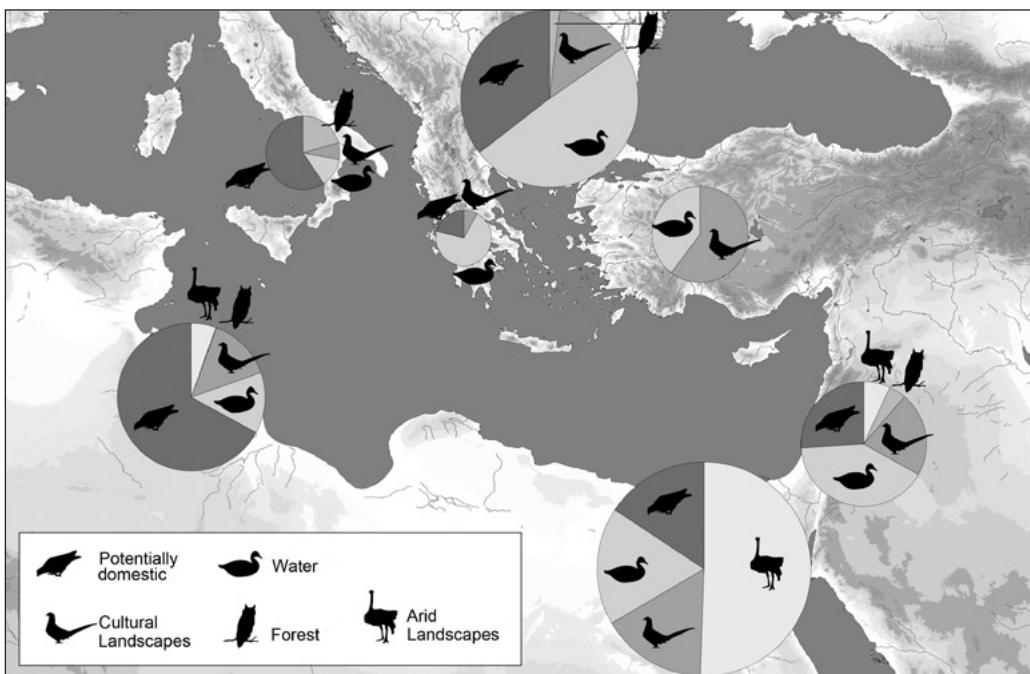 Potentially
domestic
Water
Cultural
Landscapes
Forest
Arid
Landscapes